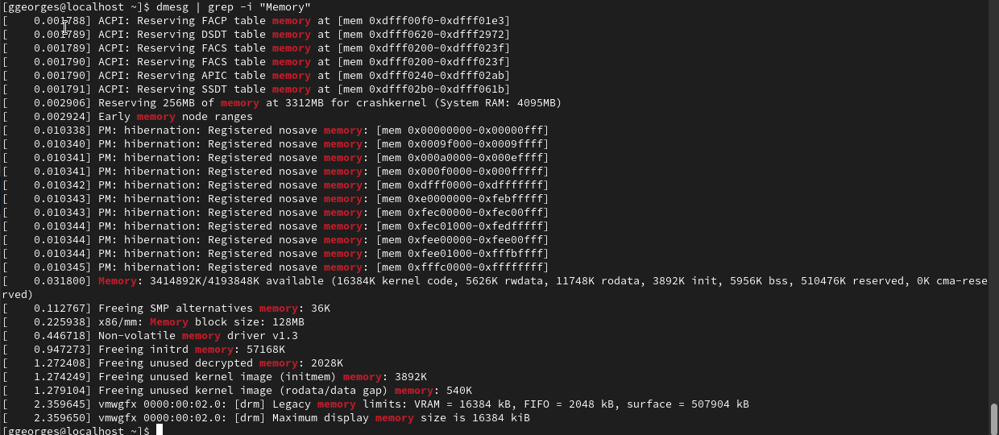 [ggeorges@localhost ~]$ dmesg | grep -i "Memory"
[    0.001788] ACPI: Reserving FACP table memory at [mem 0xdfff00f0-0xdfff01e3]
[    0.001789] ACPI: Reserving DSDT table memory at [mem 0xdfff0620-0xdfff2972]
[    0.001789] ACPI: Reserving FACS table memory at [mem 0xdfff0200-0xdfff023f]
[    0.001790] ACPI: Reserving FACS table memory at [mem 0xdfff0200-0xdfff023f]
[    0.001790] ACPI: Reserving APIC table memory at [mem 0xdfff0240-0xdfff02ab]
[    0.001791] ACPI: Reserving SSDT table memory at [mem 0xdfff02b0-0xdfff061b]
[    0.002906] Reserving 256MB of memory at 3312MB for crashkernel (System RAM: 4095MB)
[    0.002924] Early memory node ranges
[    0.010338] PM: hibernation: Registered nosave memory: [mem 0x00000000-0x00000fff]
[    0.010340] PM: hibernation: Registered nosave memory: [mem 0x0009f000-0x0009ffff]
[    0.010341] PM: hibernation: Registered nosave memory: [mem 0x000a0000-0x000effff]
[    0.010341] PM: hibernation: Registered nosave memory: [mem 0x000f0000-0x000fffff]
[    0.010342] PM: hibernation: Registered nosave memory: [mem 0xdfff0000-0xdfffffff]
[    0.010343] PM: hibernation: Registered nosave memory: [mem 0xe0000000-0xfebfffff]
[    0.010343] PM: hibernation: Registered nosave memory: [mem 0xfec00000-0xfec00fff]
[    0.010344] PM: hibernation: Registered nosave memory: [mem 0xfec01000-0xfedfffff]
[    0.010344] PM: hibernation: Registered nosave memory: [mem 0xfee00000-0xfee00fff]
[    0.010344] PM: hibernation: Registered nosave memory: [mem 0xfee01000-0xfffbffff]
[    0.010345] PM: hibernation: Registered nosave memory: [mem 0xfffc0000-0xffffffff]
[    0.031800] Memory: 3414892K/4193848K available (16384K kernel code, 5626K rwdata, 11748K rodata, 3892K init, 5956K bss, 510476K reserved, 0K cma-rese
rved)
[    0.112767] Freeing SMP alternatives memory: 36K
[    0.225938] x86/mm: Memory block size: 128MB
[    0.446718] Non-volatile memory driver v1.3
[    0.947273] Freeing initrd memory: 57168K
[    1.272408] Freeing unused decrypted memory: 2028K
[    1.274249] Freeing unused kernel image (initmem) memory: 3892K
[    1.279104] Freeing unused kernel image (rodata/data gap) memory: 540K
[    2.359645] vmwgfx 0000:00:02.0: [drm] Legacy memory limits: VRAM = 16384 kB, FIFO = 2048 kB, surface = 507904 kB
[    2.359650] vmwgfx 0000:00:02.0: [drm] Maximum display memory size is 16384 kiB
[ggeorges@localhost ~]$